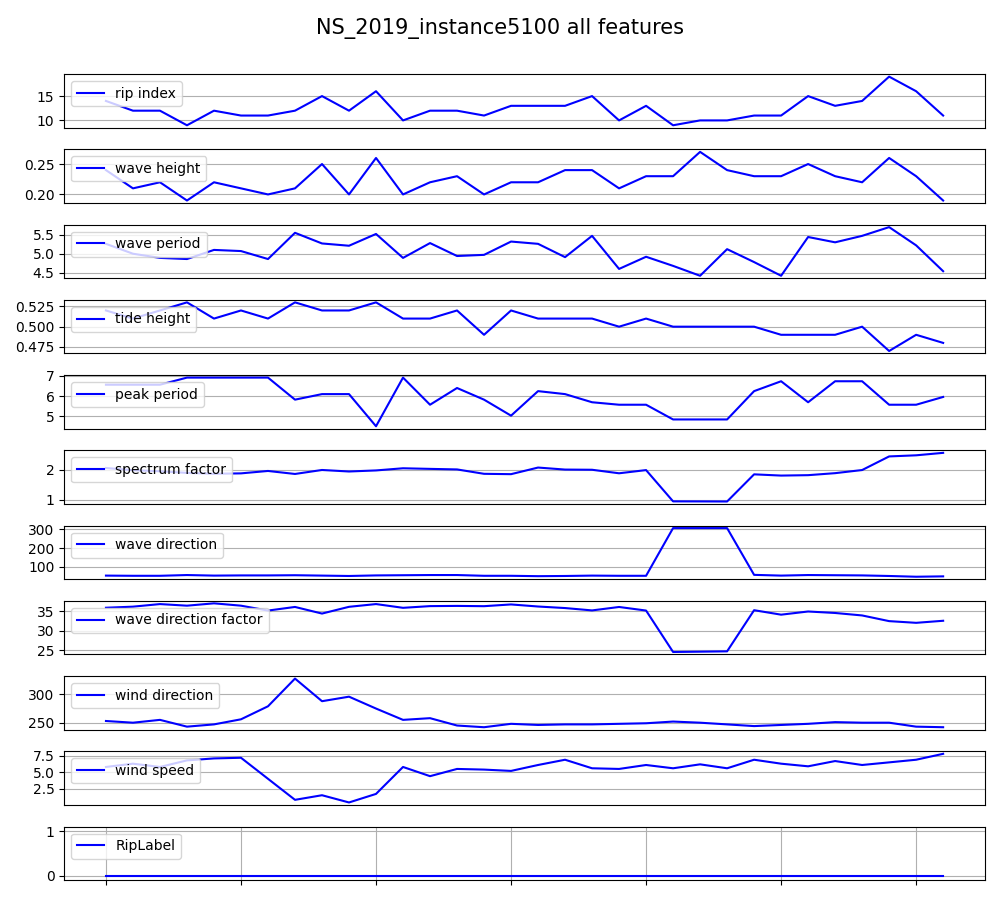 NS_2019_instance5100 all features
rip index
15
10
wave height
0.25
0.20
wave period
5.5
5.0
4.5
tide height
0.525
0.500
0.475
peak period
7
6
5
spectrum factor
2
1
wave direction
300
200
100
wave direction factor
35
30
25
wind direction
300
250
wind speed
7.5
5.0
2.5
RipLabel
1
0